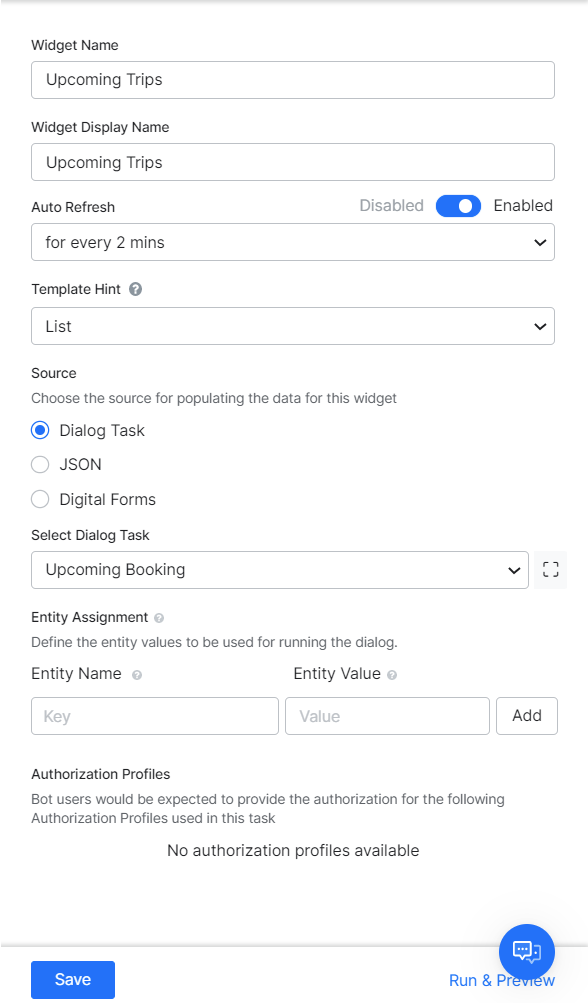 Widget Name
Upcoming Trips
Widget Display Name
Upcoming Trips
Auto Refresh Disabled Enabled
for every 2 mins
Template Hint ?
List
Source
Choose the source for populating the data for this widget
Dialog Task
JSON
Digital Forms
Select Dialog Task
Upcoming Booking
Entity Assignment ?
Define the entity values to be used for running the dialog.
Entity Name ? Entity Value ?
Key Value Add
Authorization Profiles
Bot users would be expected to provide the authorization for the following
Authorization Profiles used in this task
No authorization profiles available
Save Run & Preview